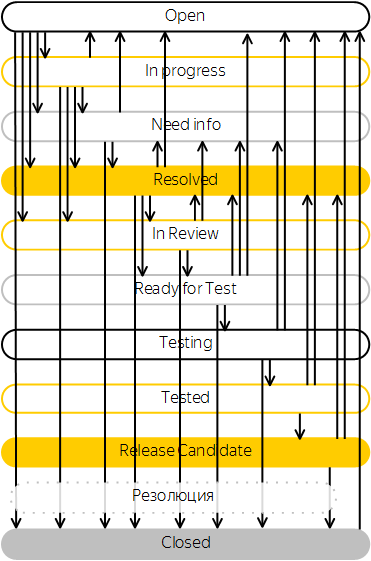 Open
In progress
Need info
Resolved
In Review
Ready for Test
Testing
Tested
Release Candidate
Резолюция
Closed